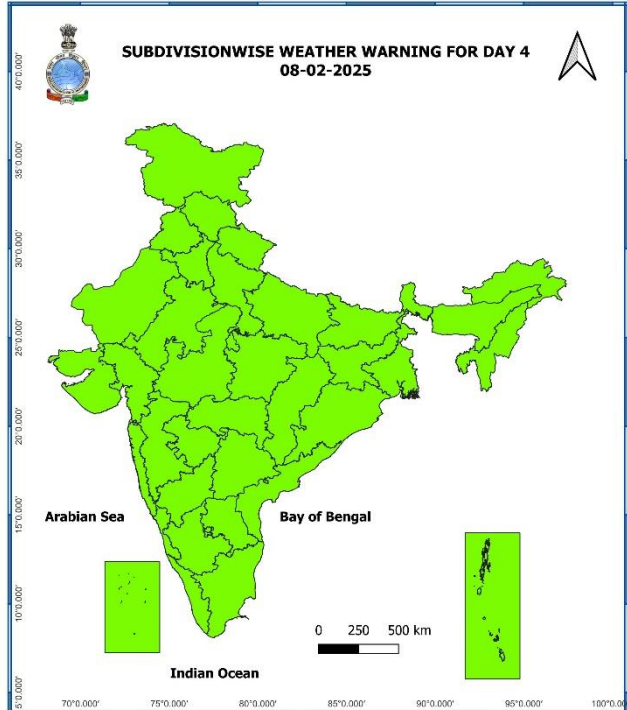 SUBDIVISIONWISE WEATHER WARNING FOR DAY 4
08-02-2025
40°0.000'
35°0.000'
30°0.000'
25°0.000'
20°0.000'
15°0.000'
10°0.000'
5°0.000'
Arabian Sea
Bay of Bengal
Indian Ocean
0 250 500 km
70°0.000' 75°0.000' 80°0.000' 85°0.000' 90°0.000' 95°0.000' 100°0.0